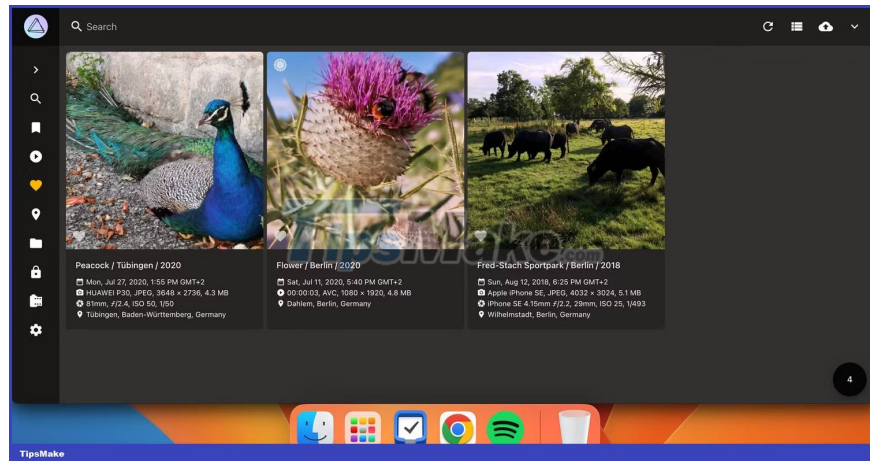 Search
TipsMake.com
Peacock / Tübingen / 2020
Mon, Jul 27, 2020, 1:55 PM GMT+2
HUAWEI P30, JPEG, 3648 × 2736, 4.3 MB
81mm, ƒ/2.4, ISO 50, 1/50
Tübingen, Baden-Württemberg, Germany
Flower / Berlin / 2020
Sat, Jul 11, 2020, 5:40 PM GMT+2
00:00:03, AVC, 1080 × 1920, 4.8 MB
Dahlem, Berlin, Germany
Fred-Stach Sportpark / Berlin / 2018
Sun, Aug 12, 2018, 6:25 PM GMT+2
Apple iPhone SE, JPEG, 4032 × 3024, 5.1 MB
iPhone SE 4.15mm ƒ/2.2, 29mm, ISO 25, 1/493
Wilhelmstadt, Berlin, Germany
4
TipsMake